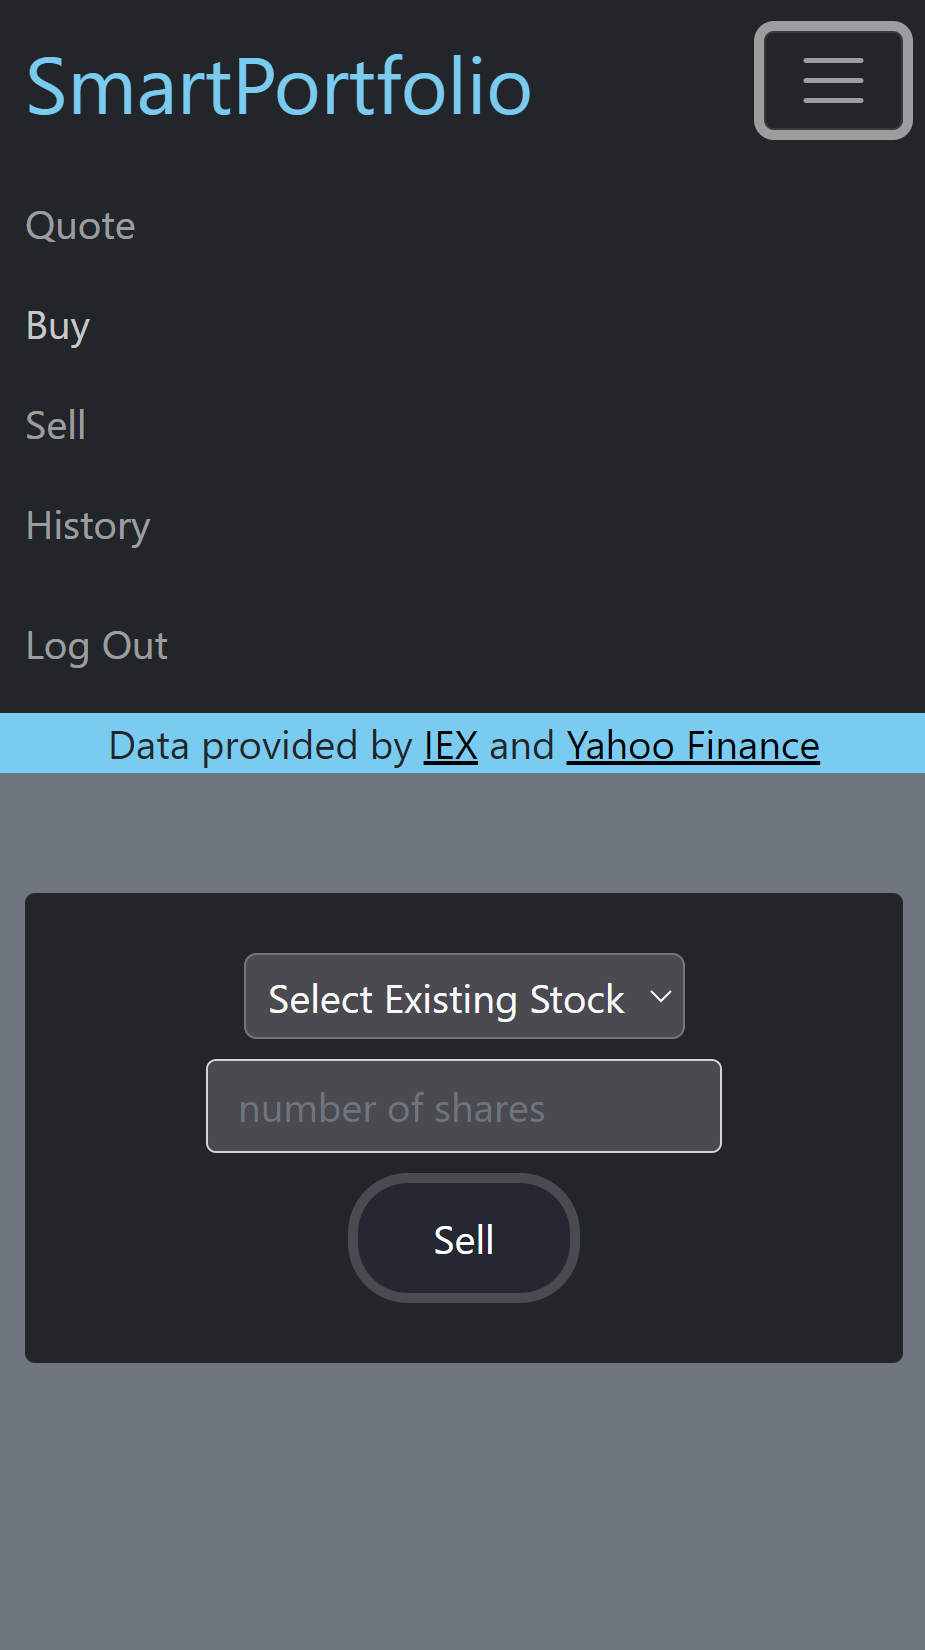 SmartPortfolio
Quote
Buy
Sell
History
Log Out
Data provided by IEX and Yahoo Finance
Select Existing Stock
number of shares
Sell